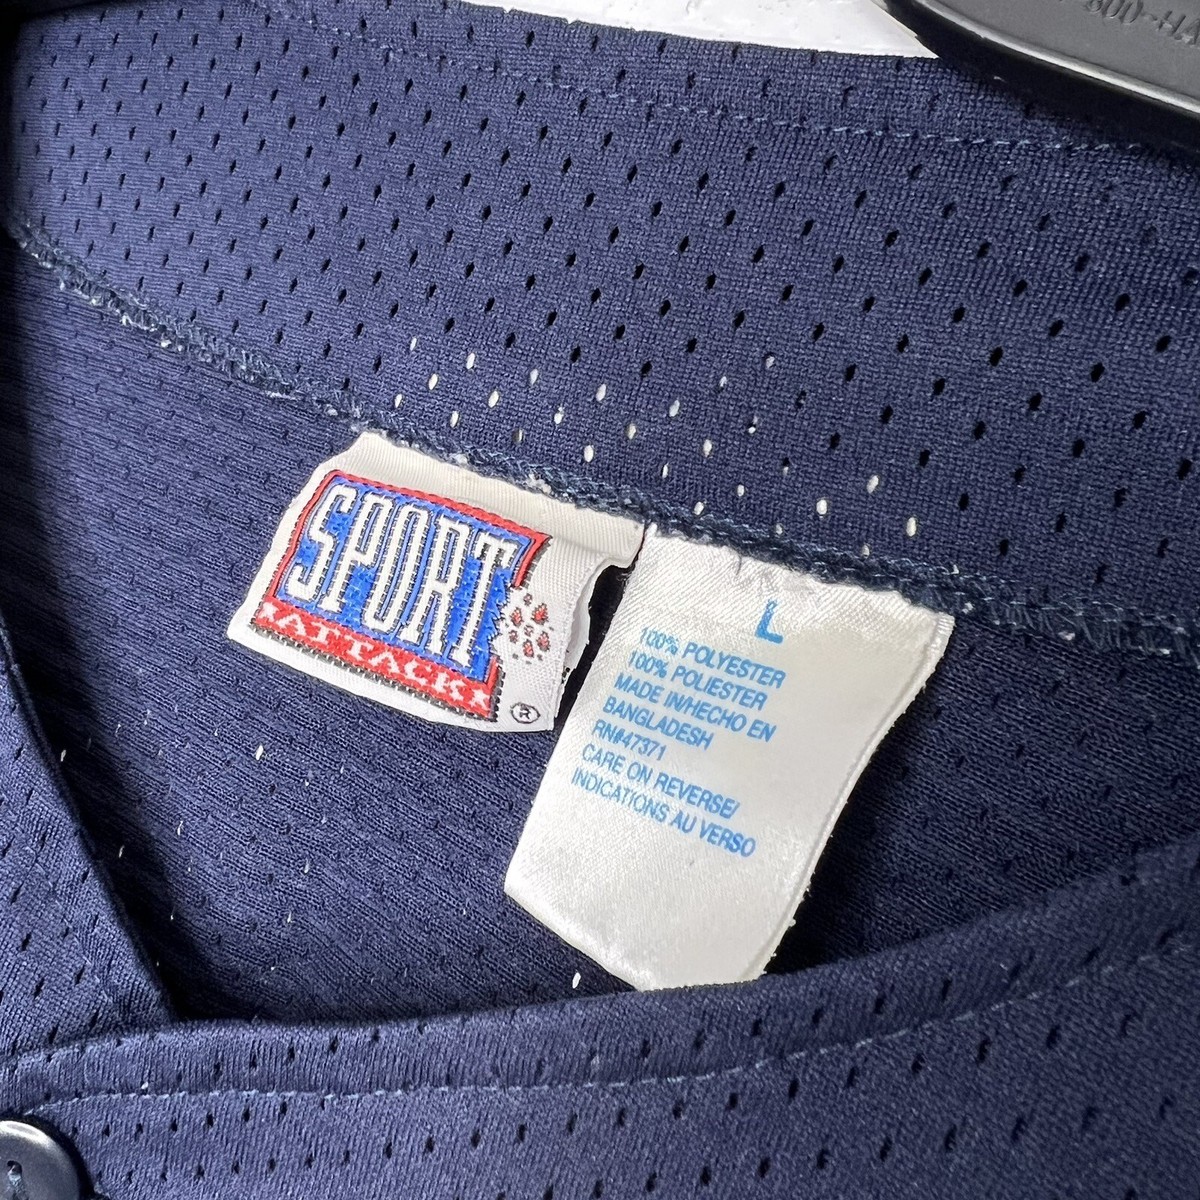 SPORT
ATTACK
®
L
100% POLYESTER
100% POLIESTER
MADE IN/HECHO EN
BANGLADESH
RN#47371
CARE ON REVERSE/
INDICATIONS AU VERSO